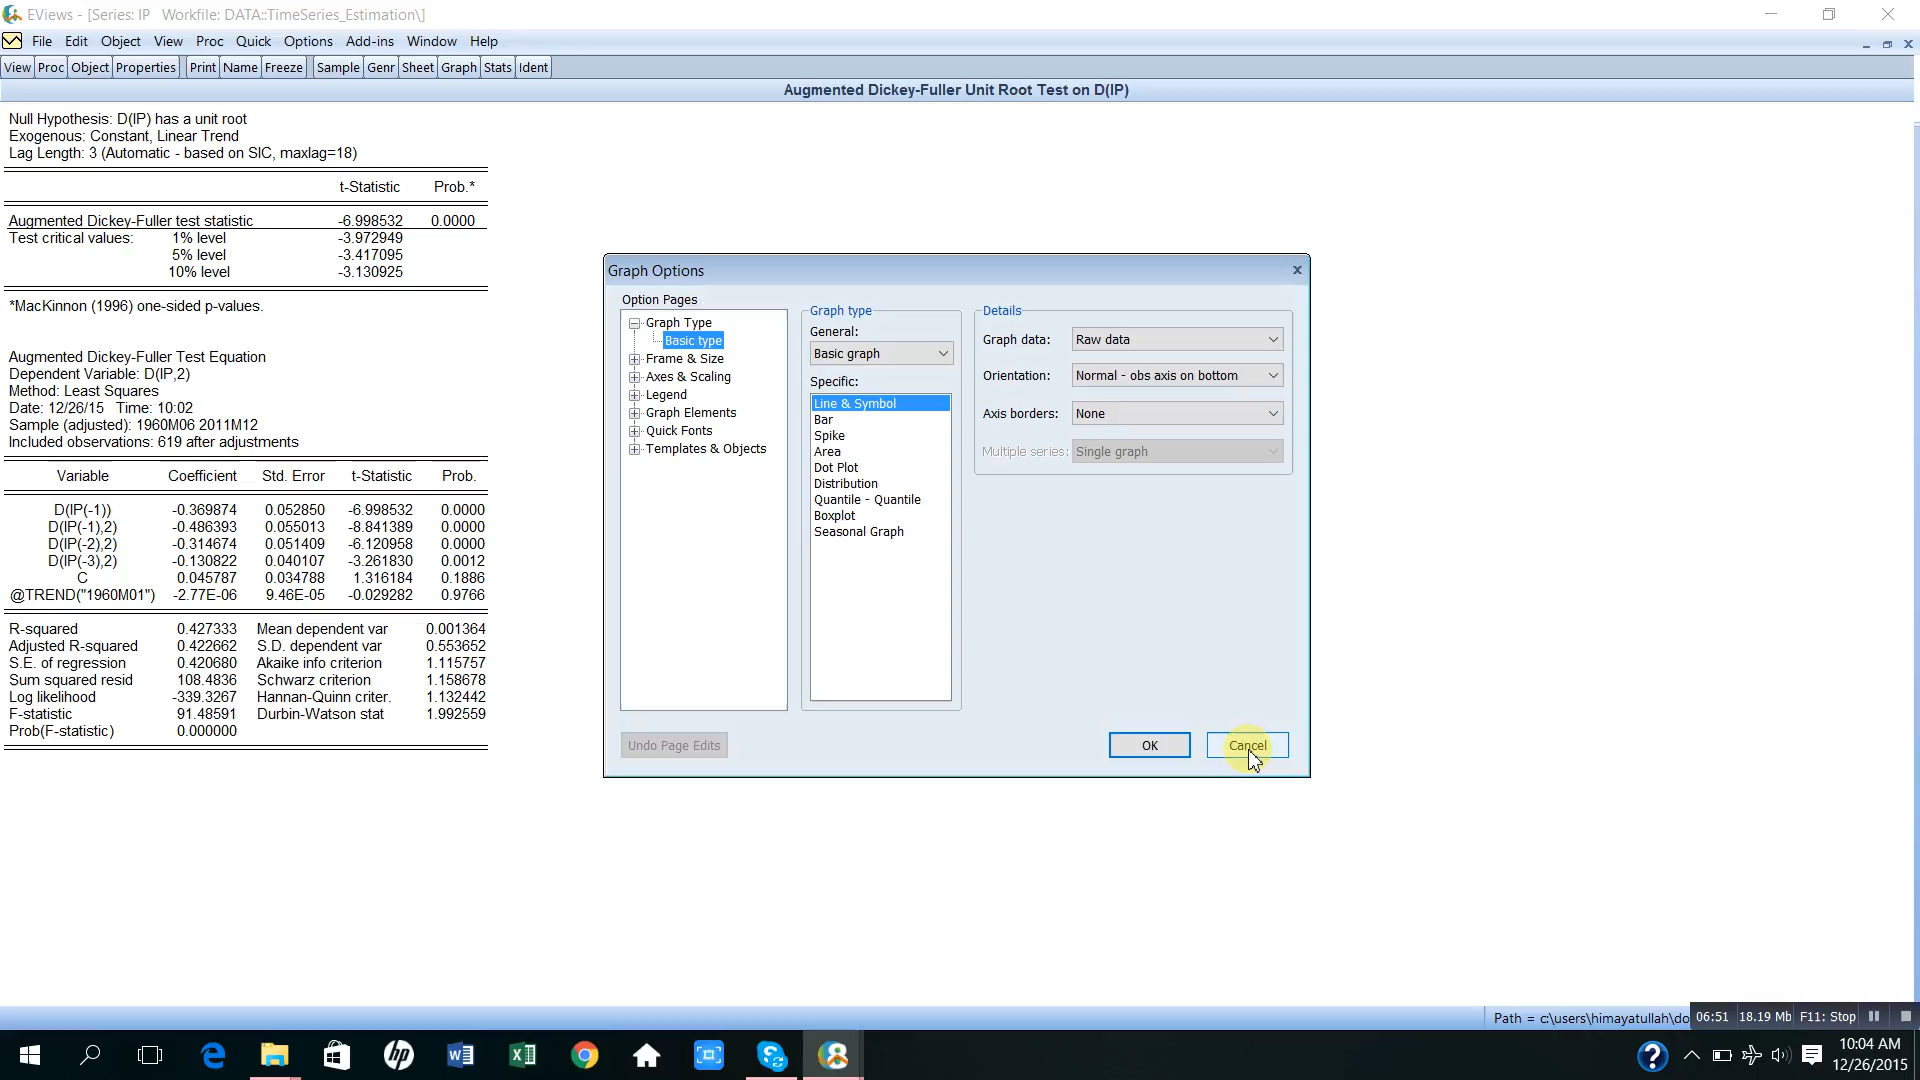 EViews - [Series: IP   Workfile: DATA::TimeSeries_Estimation\]
File Edit Object View Proc Quick Options Add-ins Window Help
View Proc Object Properties Print Name Freeze Sample Genr Sheet Graph Stats Ident
Augmented Dickey-Fuller Unit Root Test on D(IP)
Null Hypothesis: D(IP) has a unit root
Exogenous: Constant, Linear Trend
Lag Length: 3 (Automatic - based on SIC, maxlag=18)
t-Statistic Prob.*
Augmented Dickey-Fuller test statistic -6.998532 0.0000
Test critical values: 1% level -3.972949
5% level -3.417095
10% level -3.130925
*MacKinnon (1996) one-sided p-values.
Augmented Dickey-Fuller Test Equation
Dependent Variable: D(IP,2)
Method: Least Squares
Date: 12/26/15 Time: 10:02
Sample (adjusted): 1960M06 2011M12
Included observations: 619 after adjustments
Variable Coefficient Std. Error t-Statistic Prob.
D(IP(-1)) -0.369874 0.052850 -6.998532 0.0000
D(IP(-1),2) -0.486393 0.055013 -8.841389 0.0000
D(IP(-2),2) -0.314674 0.051409 -6.120958 0.0000
D(IP(-3),2) -0.130822 0.040107 -3.261830 0.0012
C 0.045787 0.034788 1.316184 0.1886
@TREND("1960M01") -2.77E-06 9.46E-05 -0.029282 0.9766
R-squared 0.427333 Mean dependent var 0.001364
Adjusted R-squared 0.422662 S.D. dependent var 0.553652
S.E. of regression 0.420680 Akaike info criterion 1.115757
Sum squared resid 108.4836 Schwarz criterion 1.158678
Log likelihood -339.3267 Hannan-Quinn criter. 1.132442
F-statistic 91.48591 Durbin-Watson stat 1.992559
Prob(F-statistic) 0.000000
Graph Options x
Option Pages
Graph Type
Basic type
Frame & Size
Axes & Scaling
Legend
Graph Elements
Quick Fonts
Templates & Objects
Graph type
General:
Basic graph
Specific:
Line & Symbol
Bar
Spike
Area
Dot Plot
Distribution
Quantile - Quantile
Boxplot
Seasonal Graph
Details
Graph data: Raw data
Orientation: Normal - obs axis on bottom
Axis borders: None
Multiple series: Single graph
Undo Page Edits OK Cancel
Path = c:\users\himayatullah\do
06:51 18.19 Mb F11: Stop
10:04 AM
12/26/2015